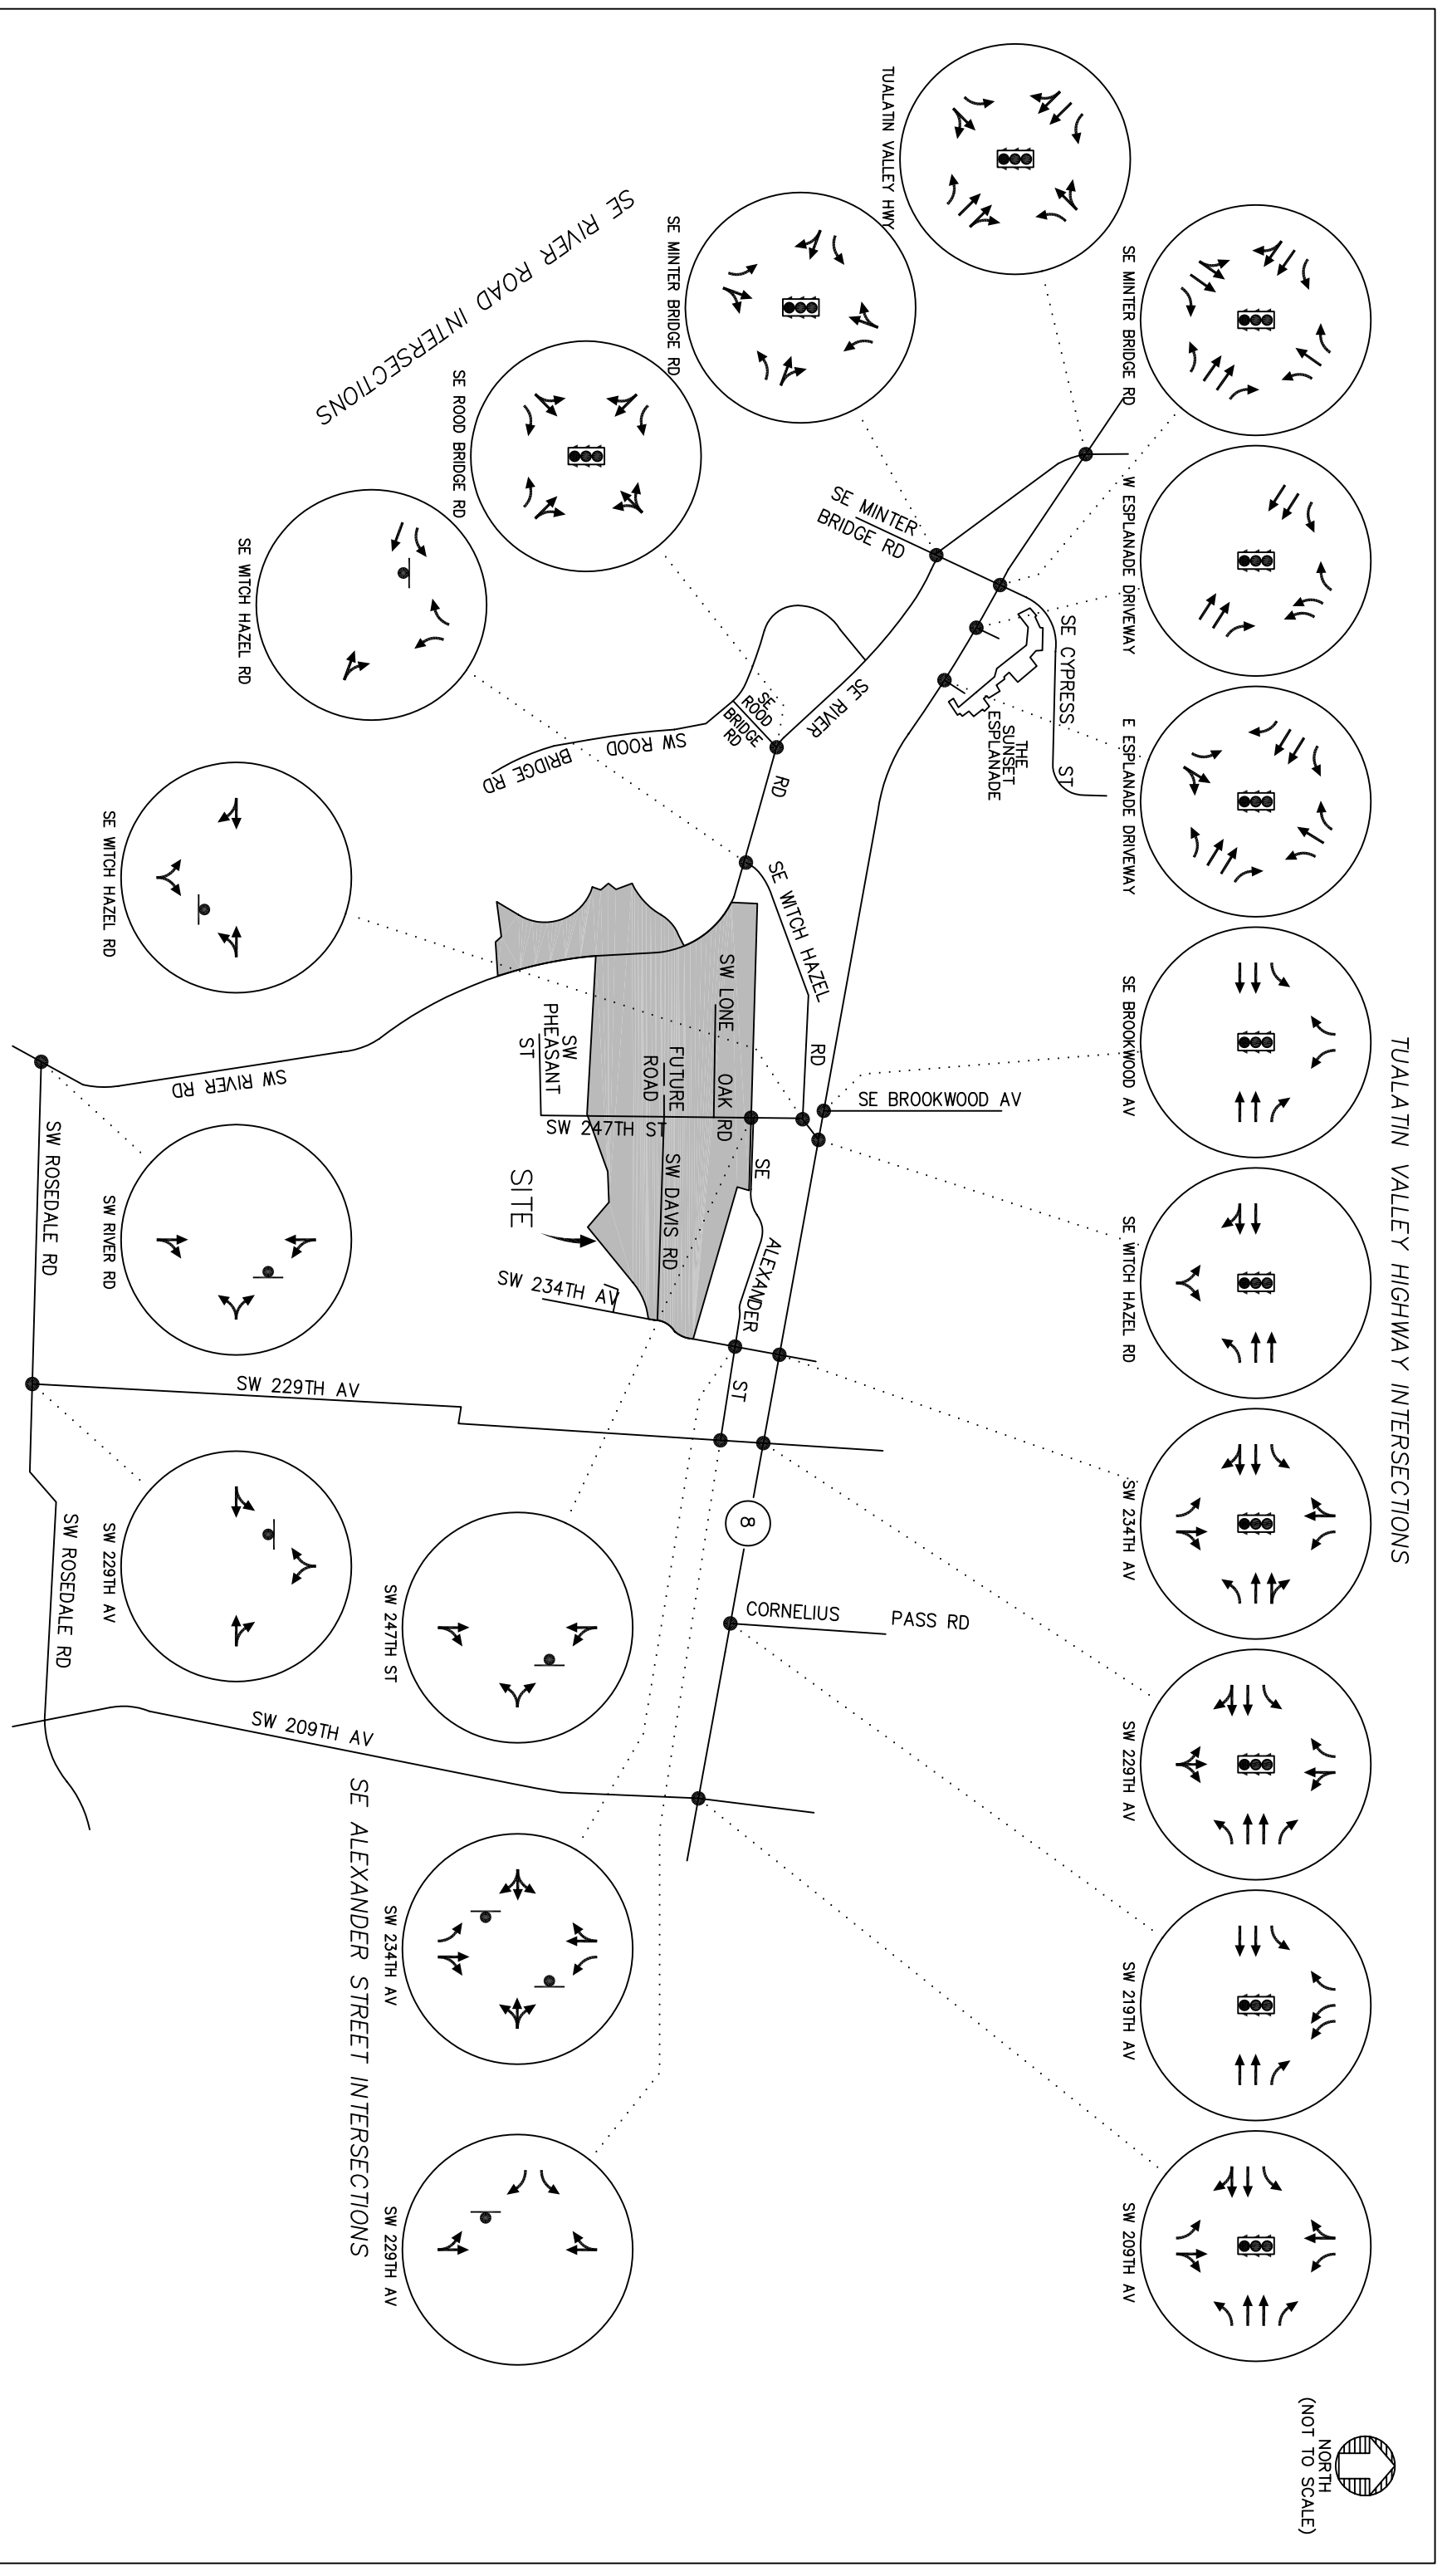 TUALATIN VALLEY HIGHWAY INTERSECTIONS
NORTH
(NOT TO SCALE)
SE MINTER BRIDGE RD
W ESPLANADE DRIVEWAY
E ESPLANADE DRIVEWAY
SE BROOKWOOD AV
SE WITCH HAZEL RD
SW 234TH AV
SW 229TH AV
SW 219TH AV
SW 209TH AV
TUALATIN VALLEY HWY
SE MINTER BRIDGE RD
SE ROOD BRIDGE RD
SE WITCH HAZEL RD
SE RIVER ROAD INTERSECTIONS
SE CYPRESS
ST
THE
SUNSET
ESPLANADE
SE MINTER
BRIDGE RD
SE RIVER
RD
SE
ROOD
BRIDGE
RD
SW ROOD
BRIDGE RD
SE WITCH HAZEL
RD
SE BROOKWOOD AV
SW LONE
OAK
RD
FUTURE
ROAD
SW
PHEASANT
ST
SW 247TH ST
SW DAVIS RD
SE
ALEXANDER
ST
SITE
SW 234TH AV
8
CORNELIUS
PASS RD
SW RIVER RD
SW 229TH AV
SW 209TH AV
SW ROSEDALE RD
SW ROSEDALE RD
SE WITCH HAZEL RD
SW RIVER RD
SW 229TH AV
SW 247TH ST
SW 234TH AV
SW 229TH AV
SE ALEXANDER STREET INTERSECTIONS